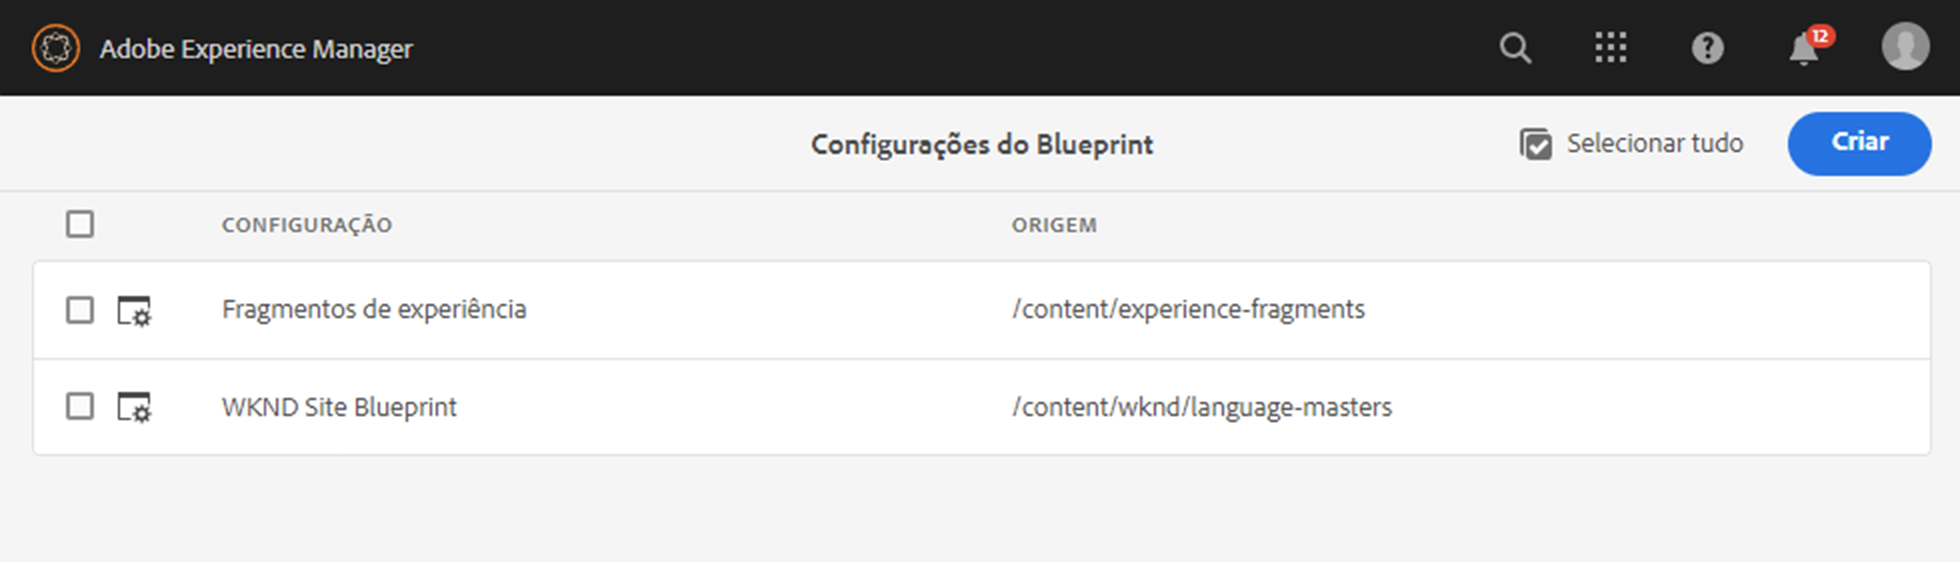 Adobe Experience Manager
12
Configurações do Blueprint
Selecionar tudo
Criar
CONFIGURAÇÃO
ORIGEM
Fragmentos de experiência
/content/experience-fragments
WKND Site Blueprint
/content/wknd/language-masters